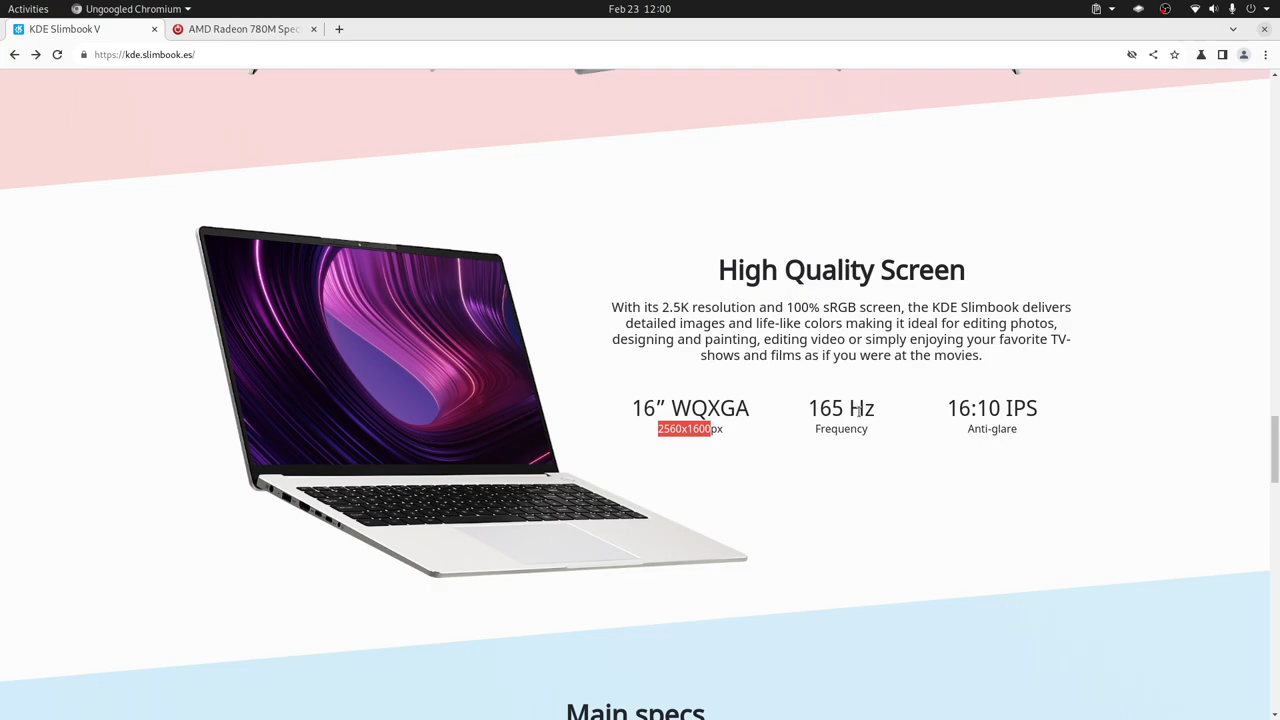 Activities
Ungoogled Chromium
Feb 23 12:00
KDE Slimbook V
AMD Radeon 780M Spec
https://kde.slimbook.es/
High Quality Screen
With its 2.5K resolution and 100% sRGB screen, the KDE Slimbook delivers
detailed images and life-like colors making it ideal for editing photos,
designing and painting, editing video or simply enjoying your favorite TV-
shows and films as if you were at the movies.
16” WQXGA
2560x1600px
165 Hz
Frequency
16:10 IPS
Anti-glare
Main specs